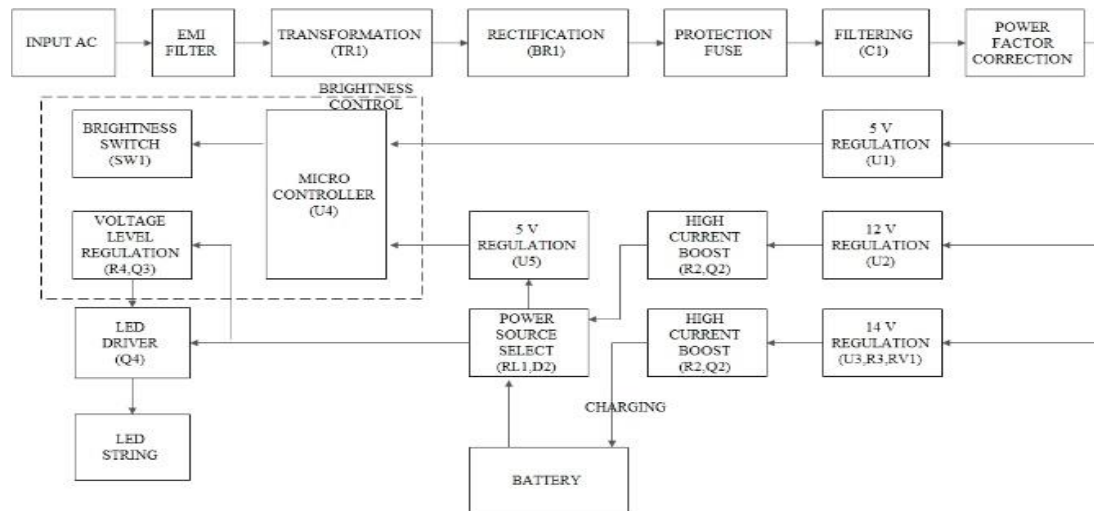 INPUT AC
EMI
FILTER
TRANSFORMATION
(TR1)
RECTIFICATION
(BR1)
PROTECTION
FUSE
FILTERING
(C1)
POWER
FACTOR
CORRECTION
BRIGHTNESS
CONTROL
BRIGHTNESS
SWITCH
(SW1)
MICRO
CONTROLLER
(U4)
5 V
REGULATION
(U1)
VOLTAGE
LEVEL
REGULATION
(R4,Q3)
5 V
REGULATION
(U5)
HIGH
CURRENT
BOOST
(R2,Q2)
12 V
REGULATION
(U2)
LED
DRIVER
(Q4)
POWER
SOURCE
SELECT
(RL1,D2)
HIGH
CURRENT
BOOST
(R2,Q2)
14 V
REGULATION
(U3,R3,RV1)
CHARGING
LED
STRING
BATTERY